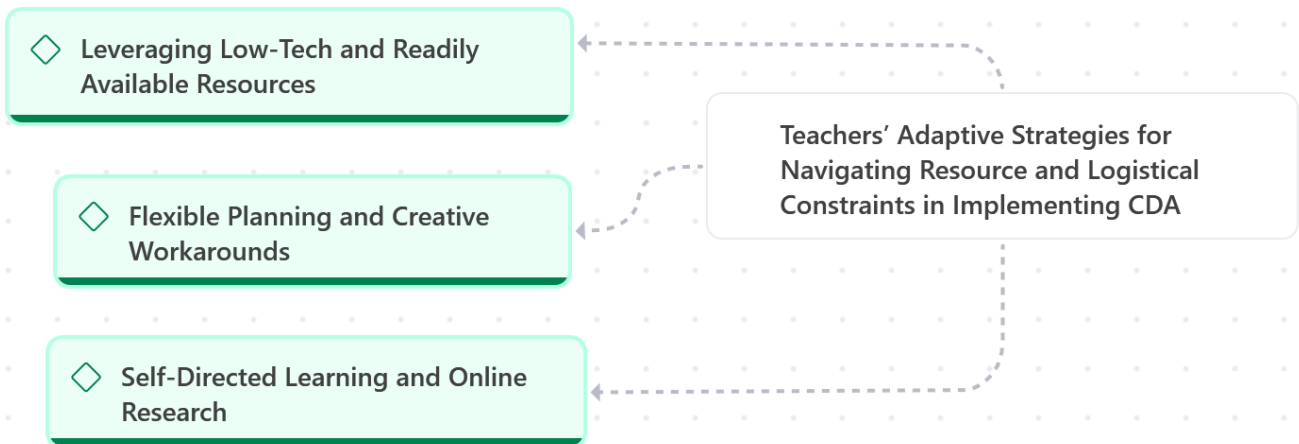 Leveraging Low-Tech and Readily
Available Resources
Teachers’ Adaptive Strategies for
Navigating Resource and Logistical
Constraints in Implementing CDA
Flexible Planning and Creative
Workarounds
Self-Directed Learning and Online
Research